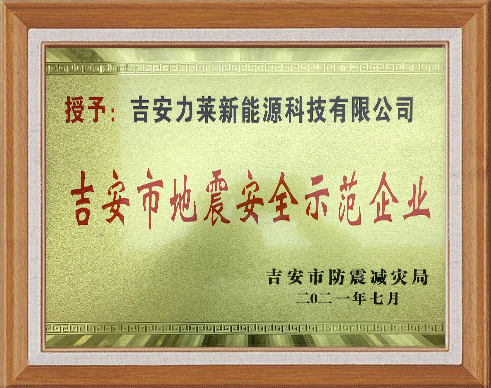 授予：吉安力莱新能源科技有限公司
吉安市地震安全示范企业
吉安市防震减灾局
二〇二一年七月